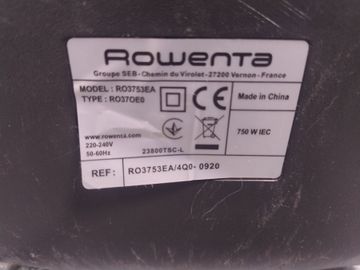 Rowenta
Groupe SEB - Chemin du Virolet - 27200 Vernon - France
MODEL : RO3753EA
TYPE : RO37OE0
CE
Made in China
www.rowenta.com
220-240V
50-60Hz
23800TSC-L
750 W IEC
REF: RO3753EA/4Q0- 0920